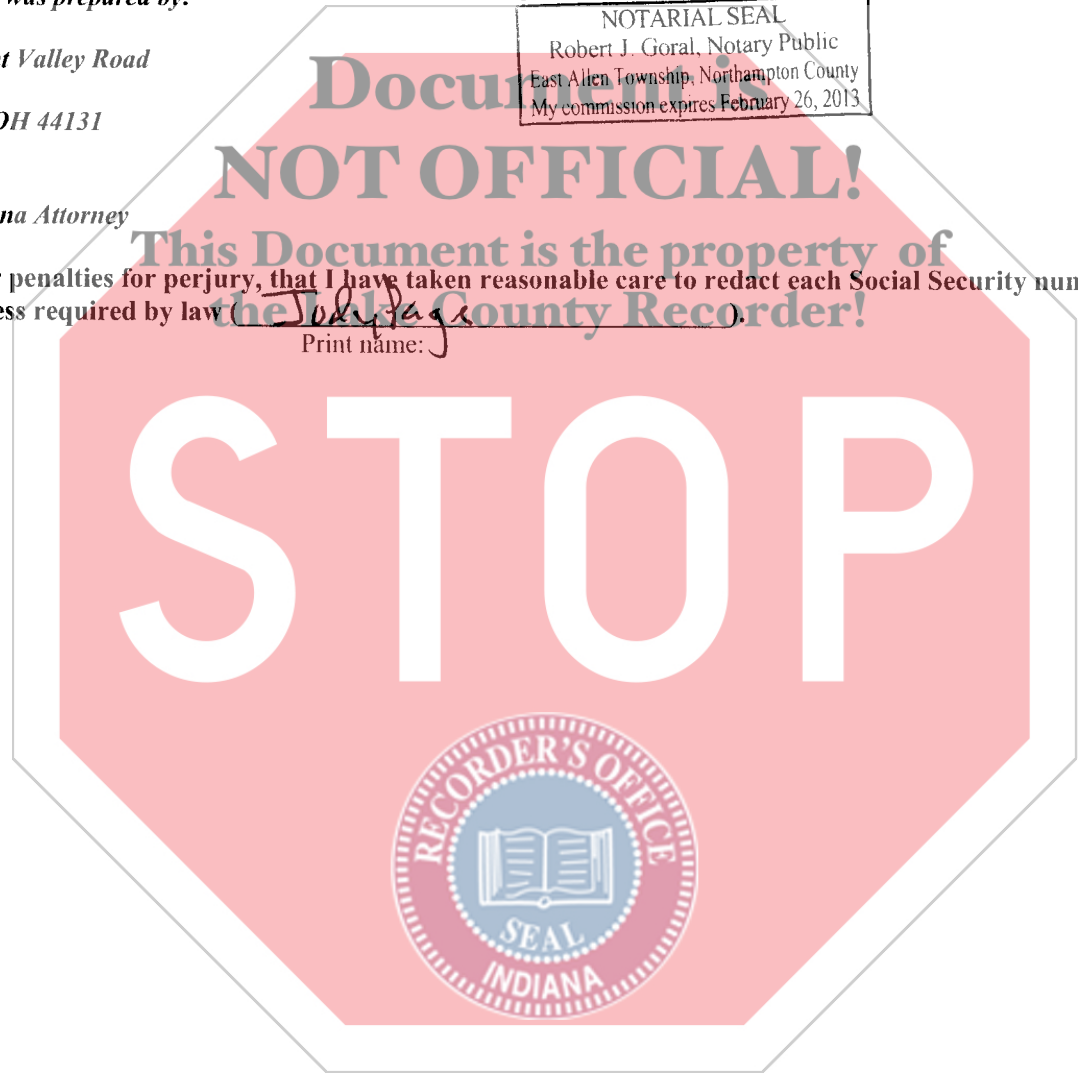 was prepared by:
NOTARIAL SEAL
Robert J. Goral, Notary Public
East Allen Township, Northampton County
My commission expires February 26, 2013
t Valley Road
OH 44131
Document is
NOT OFFICIAL!
na Attorney
This Document is the property of
r penalties for perjury, that I have taken reasonable care to redact each Social Security num
the Lake County Recorder!
ess required by law ( Judy Page ).
Print name:
STOP
RECORDER'S OFFICE
SEAL
INDIANA